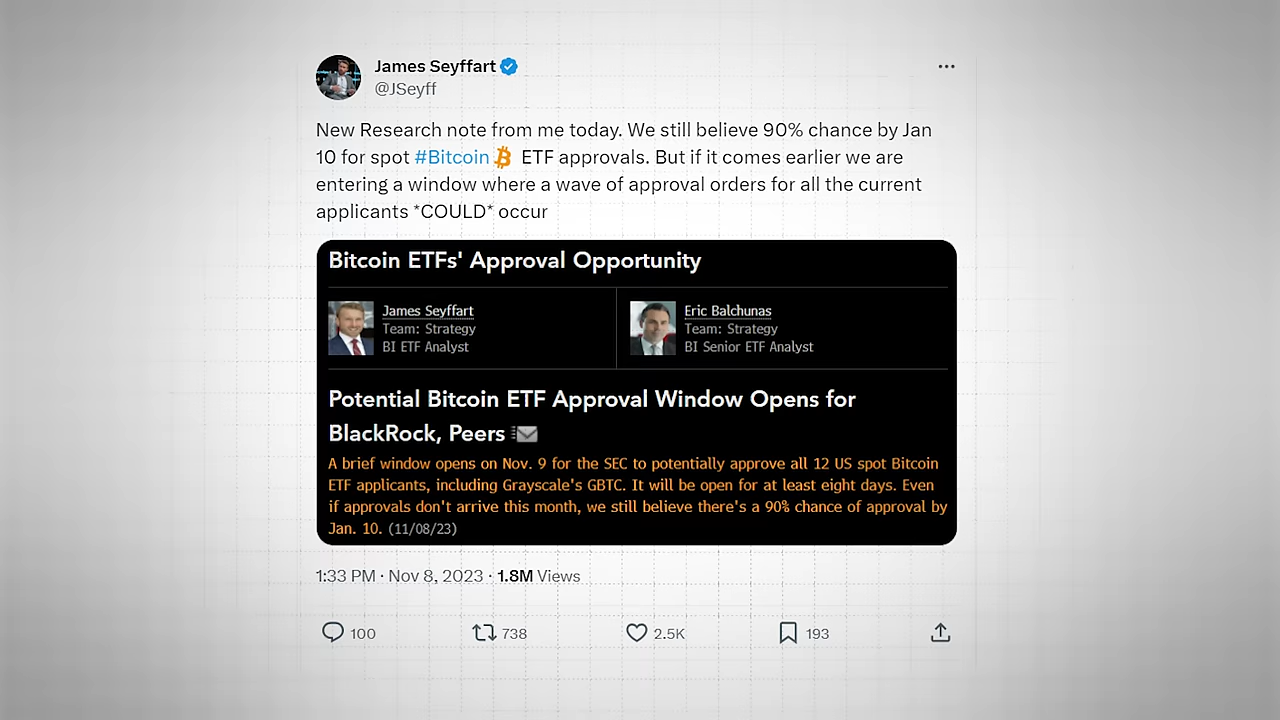 James Seyffart
@JSeyff
New Research note from me today. We still believe 90% chance by Jan
10 for spot #Bitcoin ETF approvals. But if it comes earlier we are
entering a window where a wave of approval orders for all the current
applicants *COULD* occur
Bitcoin ETFs' Approval Opportunity
James Seyffart
Team: Strategy
BI ETF Analyst
Eric Balchunas
Team: Strategy
BI Senior ETF Analyst
Potential Bitcoin ETF Approval Window Opens for
BlackRock, Peers
A brief window opens on Nov. 9 for the SEC to potentially approve all 12 US spot Bitcoin
ETF applicants, including Grayscale's GBTC. It will be open for at least eight days. Even
if approvals don't arrive this month, we still believe there's a 90% chance of approval by
Jan. 10. (11/08/23)
1:33 PM · Nov 8, 2023 · 1.8M Views
100 738 2.5K 193